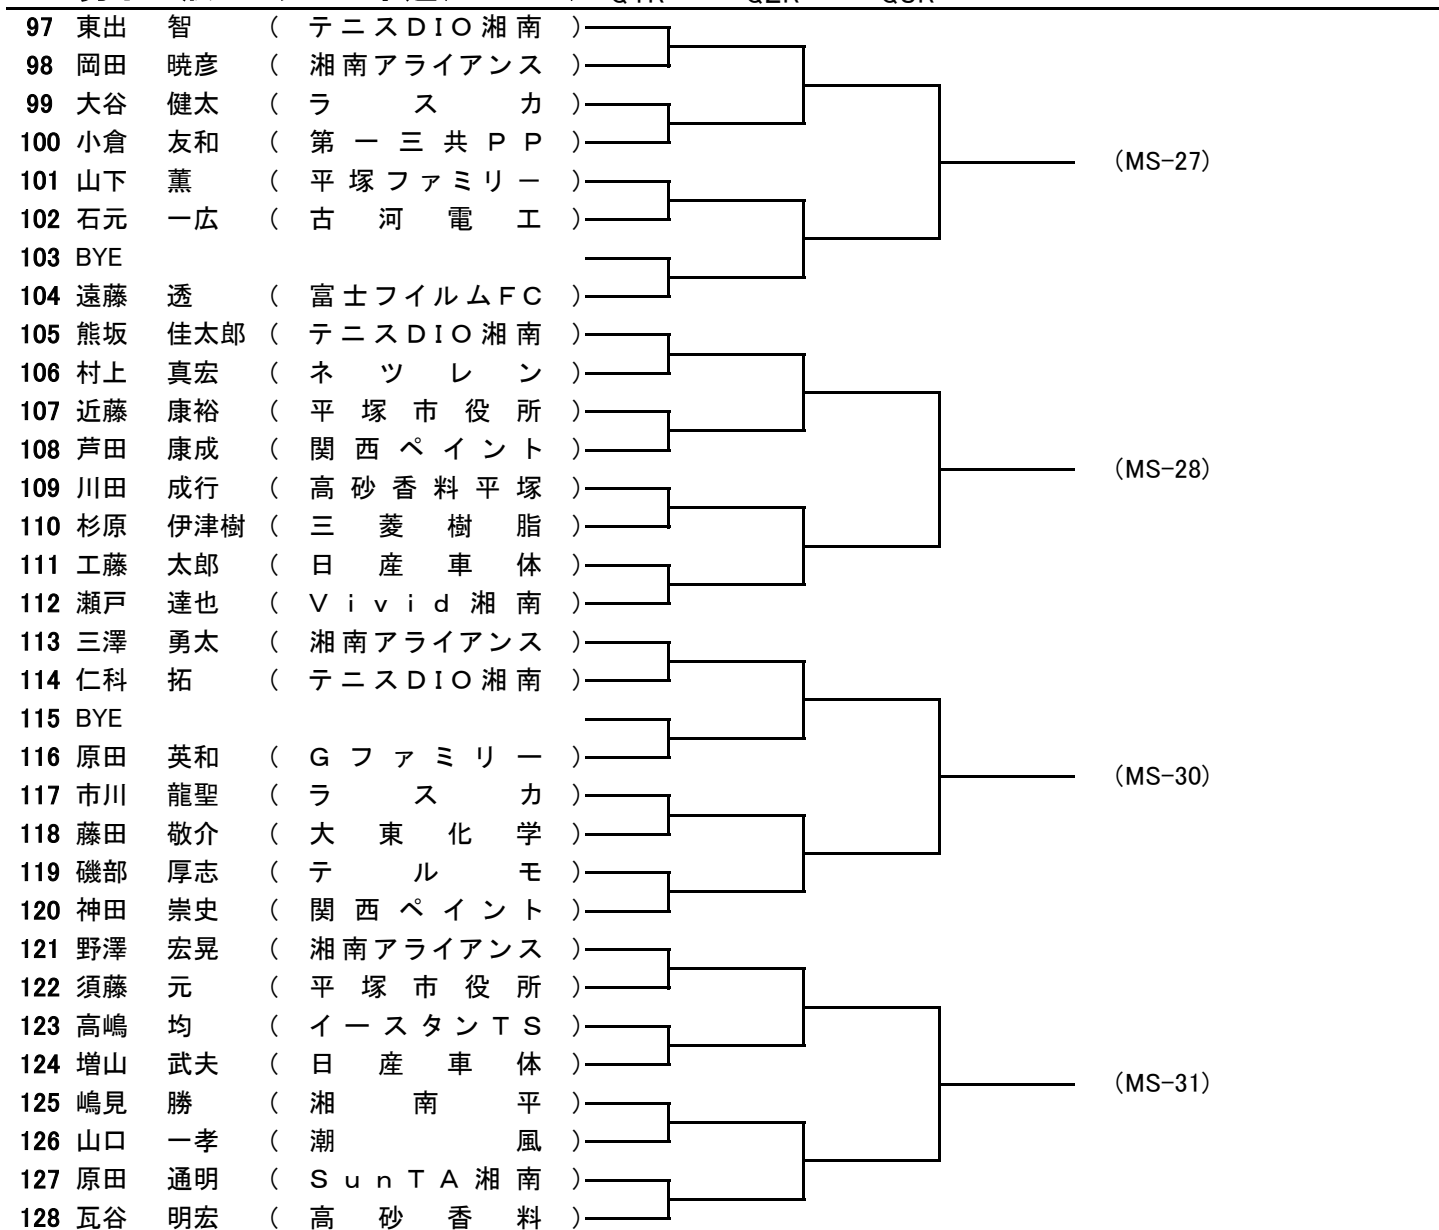 97 東出 智 ( テニスDIO湘南 )
98 岡田 暁彦 ( 湘南アライアンス )
99 大谷 健太 ( ラスカ )
100 小倉 友和 ( 第一三共PP )
(MS-27)
101 山下 薫 ( 平塚ファミリー )
102 石元 一広 ( 古河電工 )
103 BYE
104 遠藤 透 ( 富士フイルムFC )
105 熊坂 佳太郎 ( テニスDIO湘南 )
106 村上 真宏 ( ネツレン )
107 近藤 康裕 ( 平塚市役所 )
108 芦田 康成 ( 関西ペイント )
(MS-28)
109 川田 成行 ( 高砂香料平塚 )
110 杉原 伊津樹 ( 三菱樹脂 )
111 工藤 太郎 ( 日産車体 )
112 瀬戸 達也 ( Vivid湘南 )
113 三澤 勇太 ( 湘南アライアンス )
114 仁科 拓 ( テニスDIO湘南 )
115 BYE
116 原田 英和 ( Gファミリー )
(MS-30)
117 市川 龍聖 ( ラスカ )
118 藤田 敬介 ( 大東化学 )
119 磯部 厚志 ( テルモ )
120 神田 崇史 ( 関西ペイント )
121 野澤 宏晃 ( 湘南アライアンス )
122 須藤 元 ( 平塚市役所 )
123 高嶋 均 ( イースタンTS )
124 増山 武夫 ( 日産車体 )
(MS-31)
125 嶋見 勝 ( 湘南平 )
126 山口 一孝 ( 潮風 )
127 原田 通明 ( SunTA湘南 )
128 瓦谷 明宏 ( 高砂香料 )